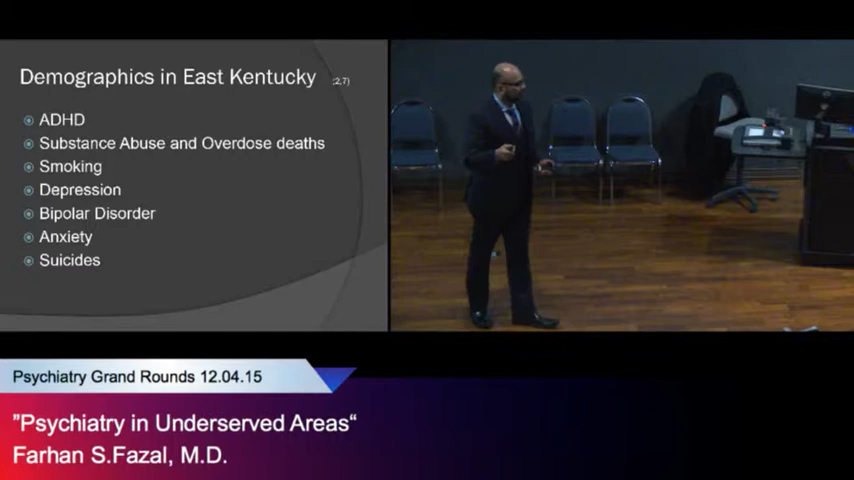 Demographics in East Kentucky (2,7)
ADHD
Substance Abuse and Overdose deaths
Smoking
Depression
Bipolar Disorder
Anxiety
Suicides
Psychiatry Grand Rounds 12.04.15
"Psychiatry in Underserved Areas“
Farhan S.Fazal, M.D.